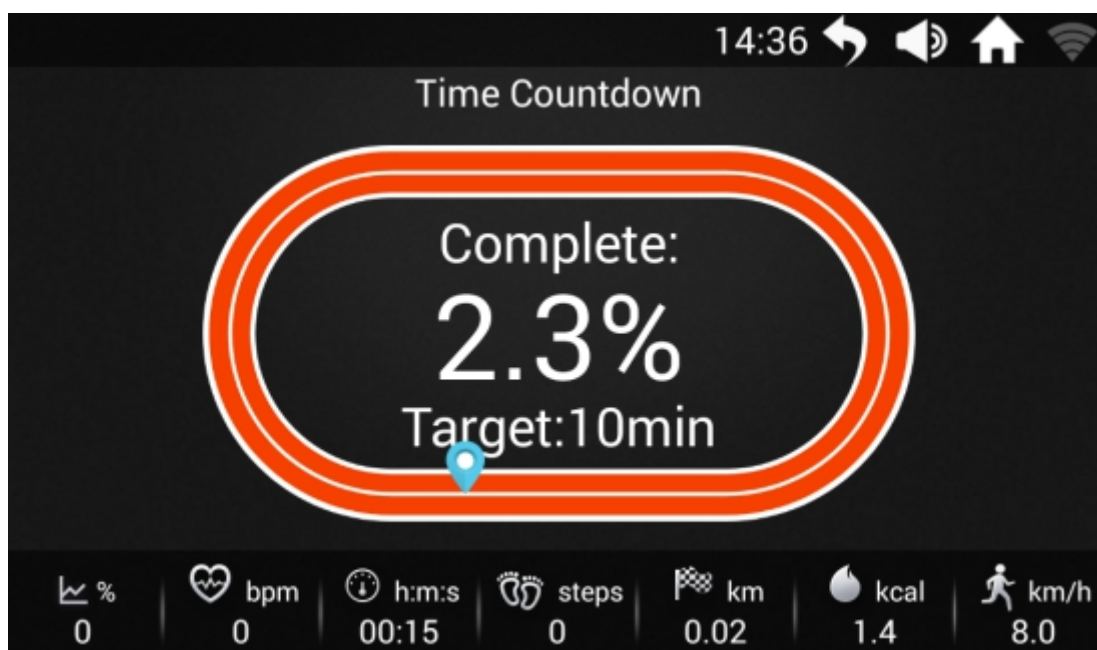 14:36
Time Countdown
Complete:
2.3%
Target:10min
% bpm h:m:s steps km kcal km/h
0 0 00:15 0 0.02 1.4 8.0